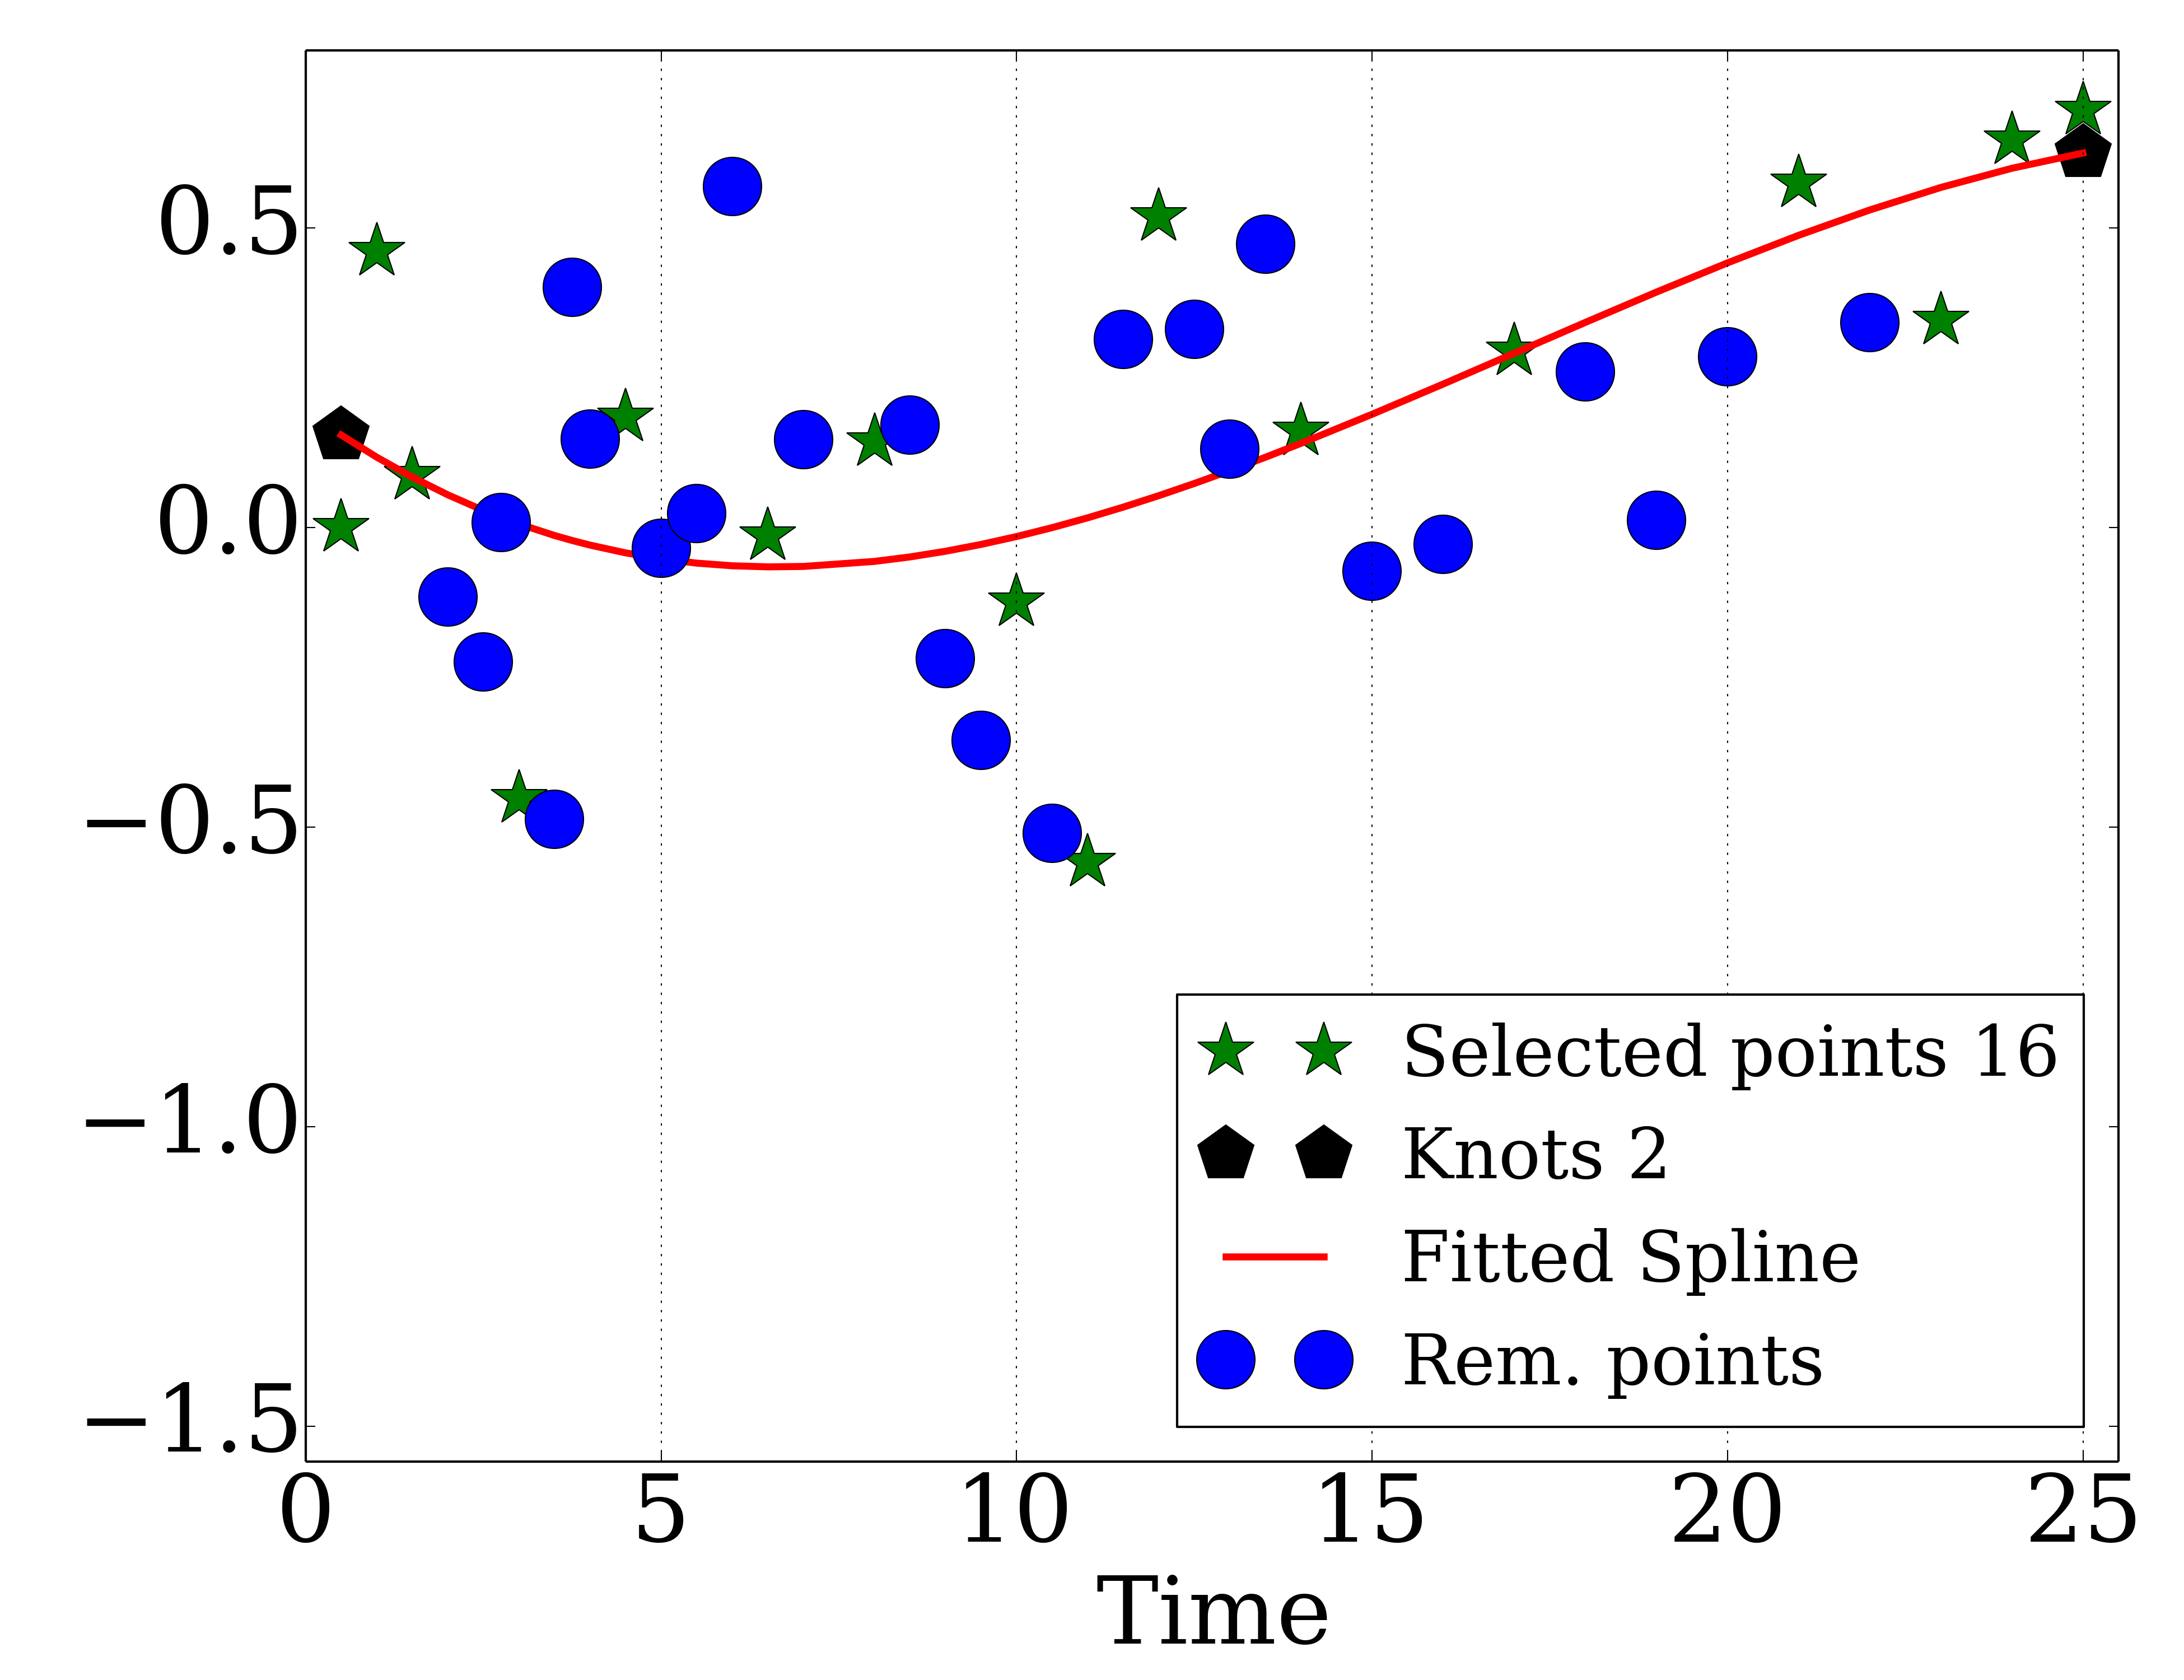 0.5
0.0
−0.5
−1.0
−1.5
Selected points 16
Knots 2
Fitted Spline
Rem. points
0 5 10 15 20 25
Time